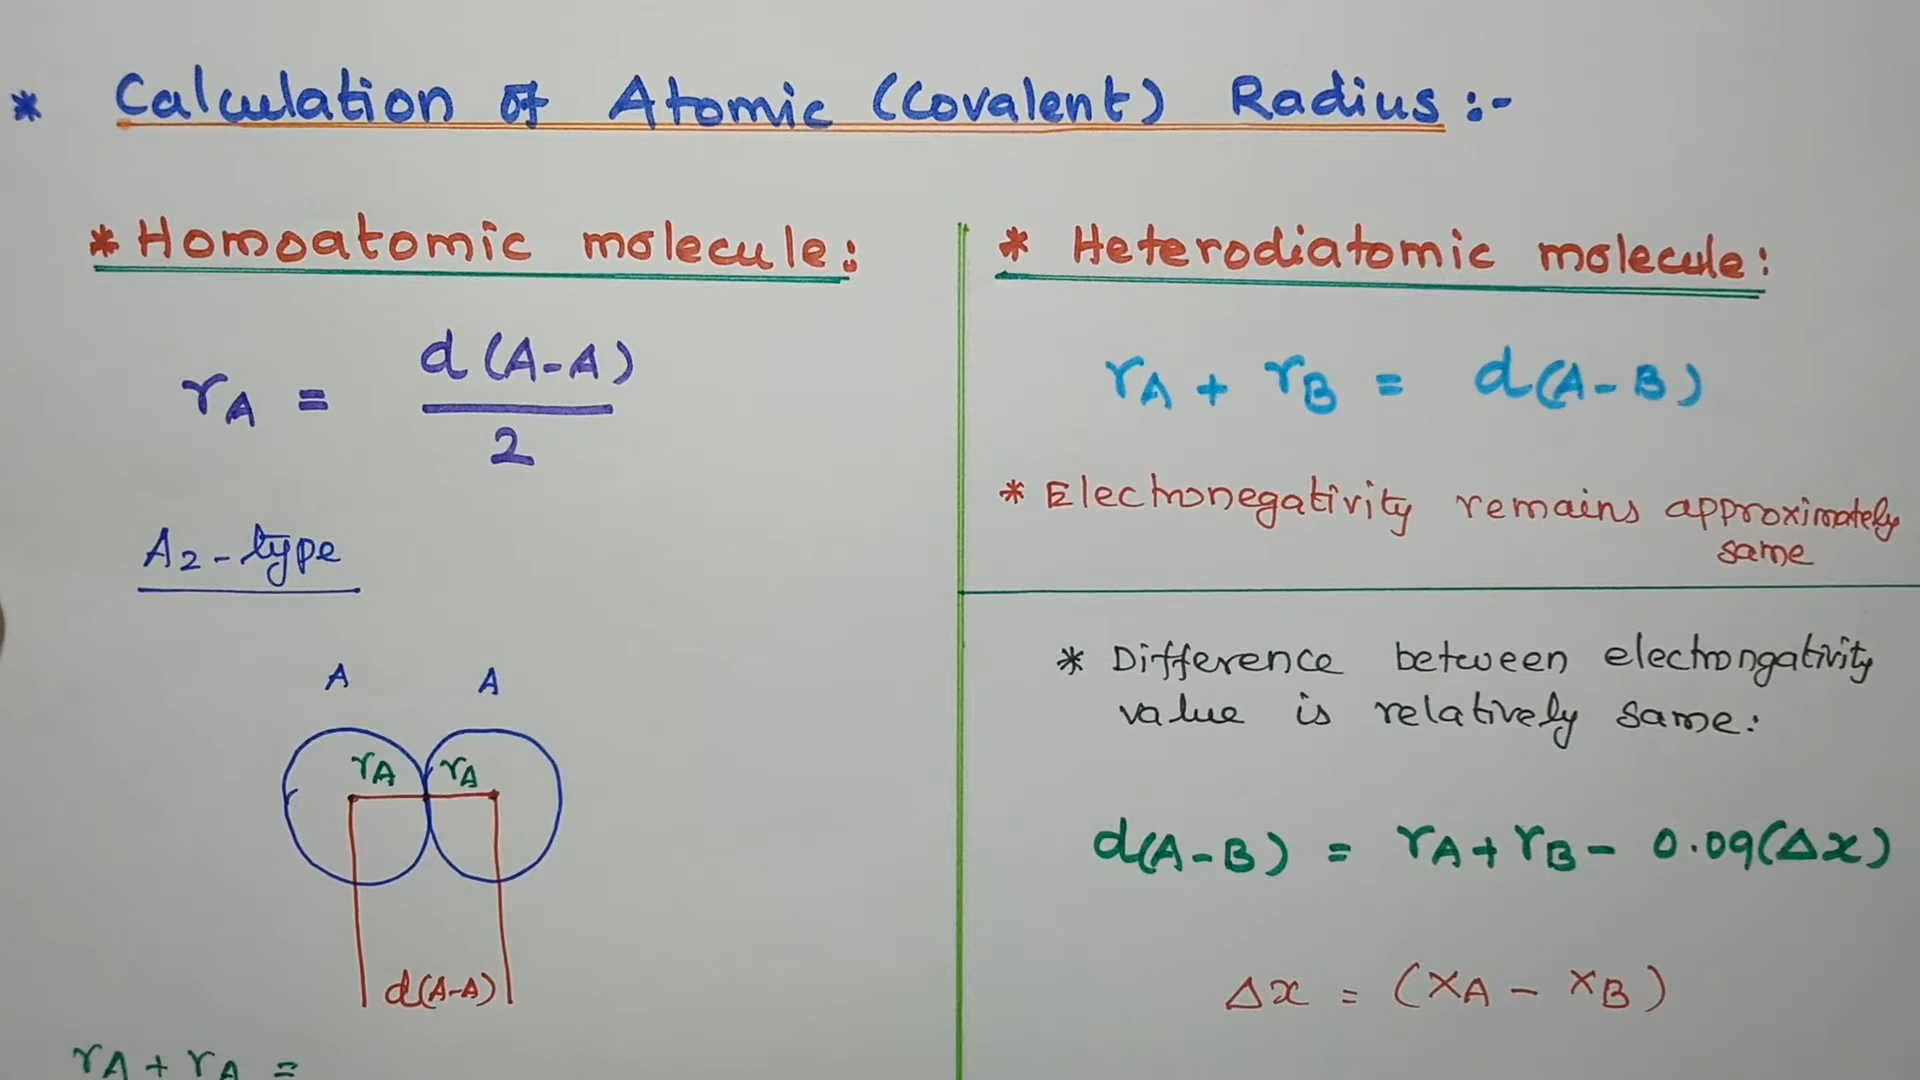 * Calculation of Atomic (Covalent) Radius :-
* Homoatomic molecule:
rA = d(A-A)
2
A2-type
A A
rA rA
d(A-A)
rA + rA =
* Heterodiatomic molecule:
rA + rB = d(A-B)
* Electronegativity remains approximately
same
* Difference between electrongativity
value is relatively same:
d(A-B) = rA + rB - 0.09(Δx)
Δx = (XA - XB)